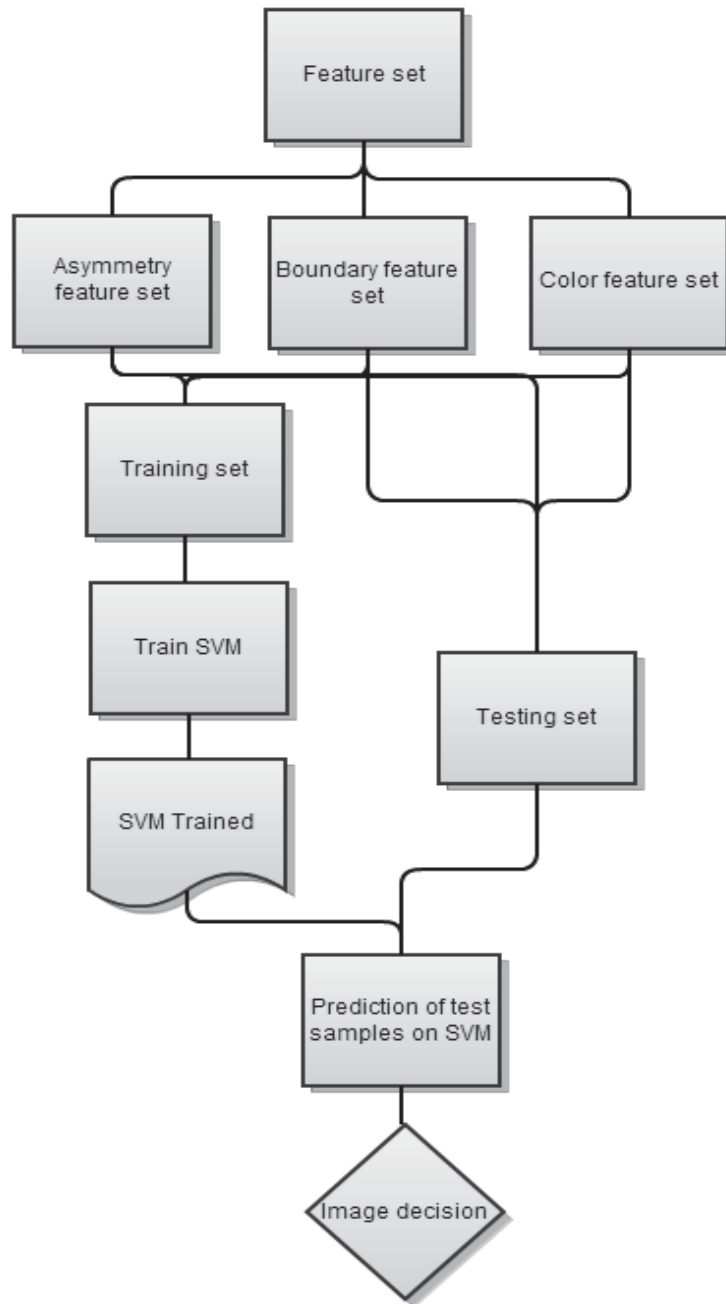 Feature set
Asymmetry
feature set
Boundary feature
set
Color feature set
Training set
Train SVM
Testing set
SVM Trained
Prediction of test
samples on SVM
Image decision